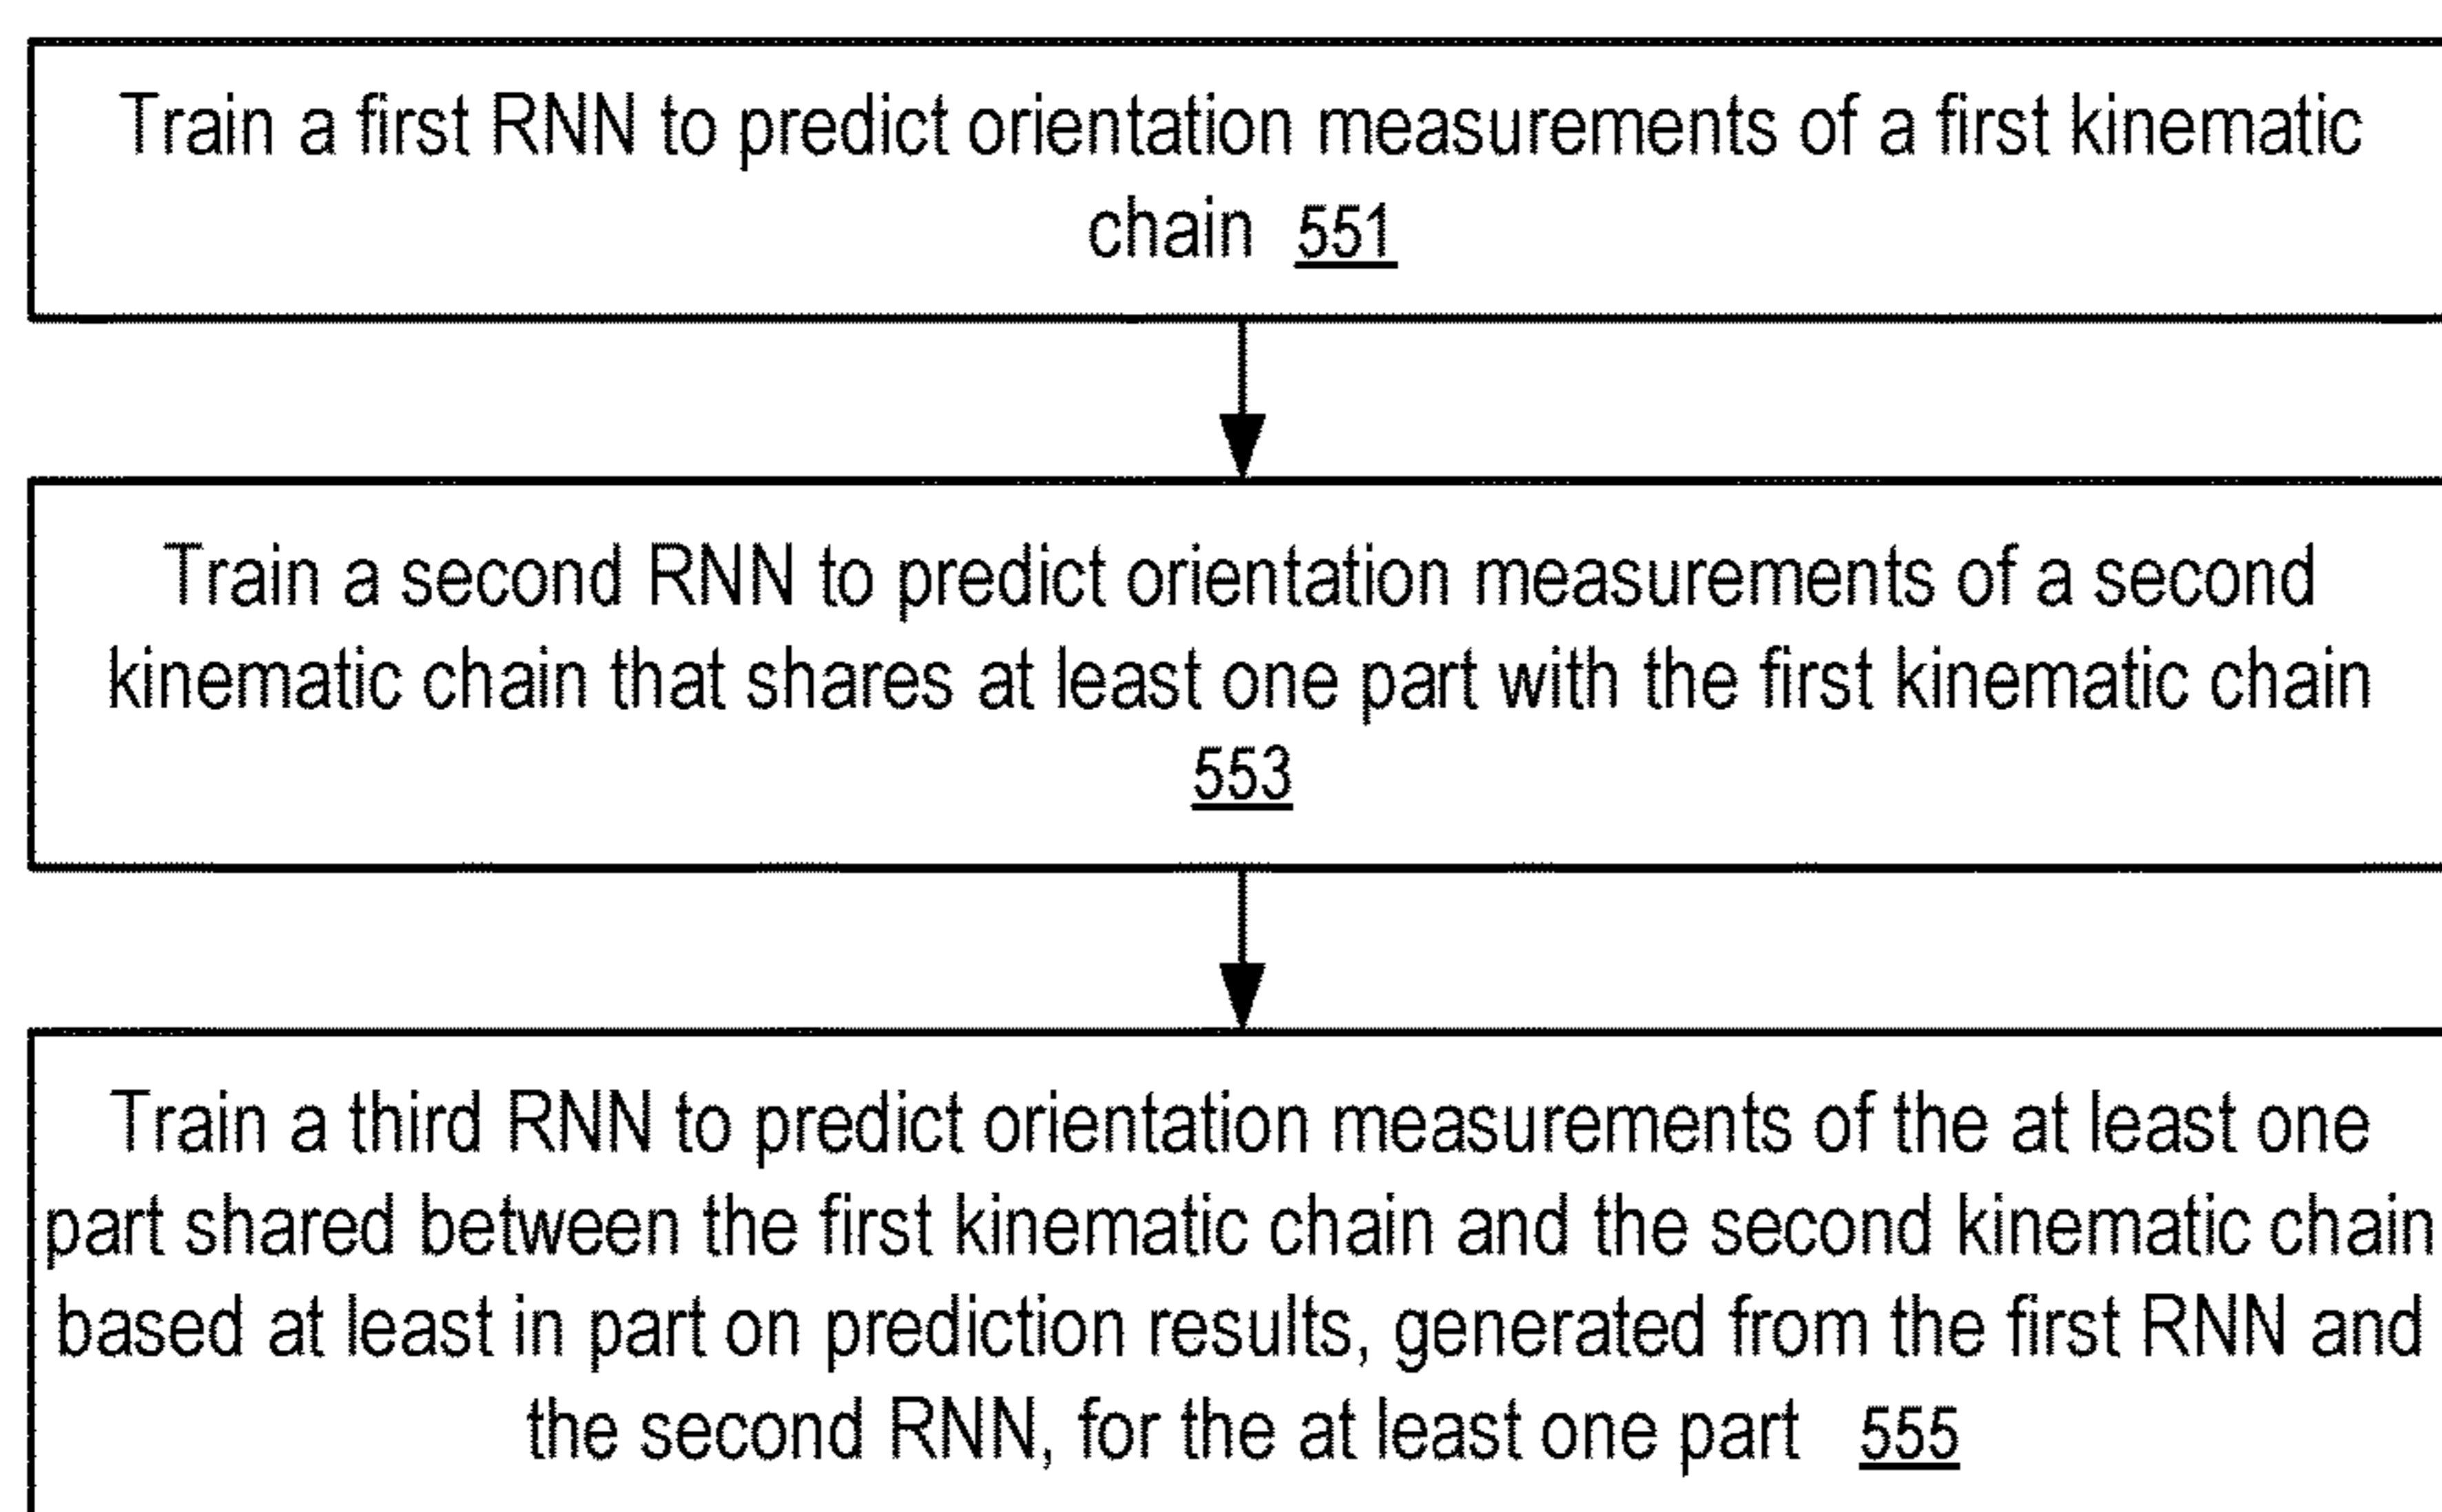 Train a first RNN to predict orientation measurements of a first kinematic
chain 551
Train a second RNN to predict orientation measurements of a second
kinematic chain that shares at least one part with the first kinematic chain
553
Train a third RNN to predict orientation measurements of the at least one
part shared between the first kinematic chain and the second kinematic chain
based at least in part on prediction results, generated from the first RNN and
the second RNN, for the at least one part 555